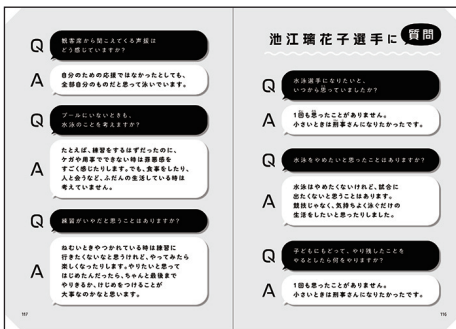 池江璃花子選手に 質問
Q
水泳選手になりたいと、
いつから思っていましたか?
A
1回も思ったことがありません。
小さいときは刑事さんになりたかったです。
Q
水泳をやめたいと思ったことはありますか?
A
水泳はやめたくないけれど、試合に
出たくないと思うことはあります。
競技じゃなく、気持ちよく泳ぐだけの
生活をしたいと思ったりしました。
Q
子どもにもどって、やり残したことを
やるとしたら何をやりますか?
A
1回も思ったことがありません。
小さいときは刑事さんになりたかったです。
116
Q
観客席から聞こえてくる声援は
どう感じていますか?
A
自分のための応援ではなかったとしても、
全部自分のものだと思って泳いでいます。
Q
プールにいないときも、
水泳のことを考えますか?
A
たとえば、練習をするはずだったのに、
ケガや用事でできない時は罪悪感を
すごく感じたりします。でも、食事をしたり、
人と会うなど、ふだんの生活している時は
考えていません。
Q
練習がいやだと思うことはありますか?
A
ねむいときやつかれている時は練習に
行きたくないなと思うけれど、やってみたら
楽しくなったりします。やりたいと思って
はじめたんだったら、ちゃんと最後まで
やりきるか、けじめをつけることが
大事なのかなと思います。
117